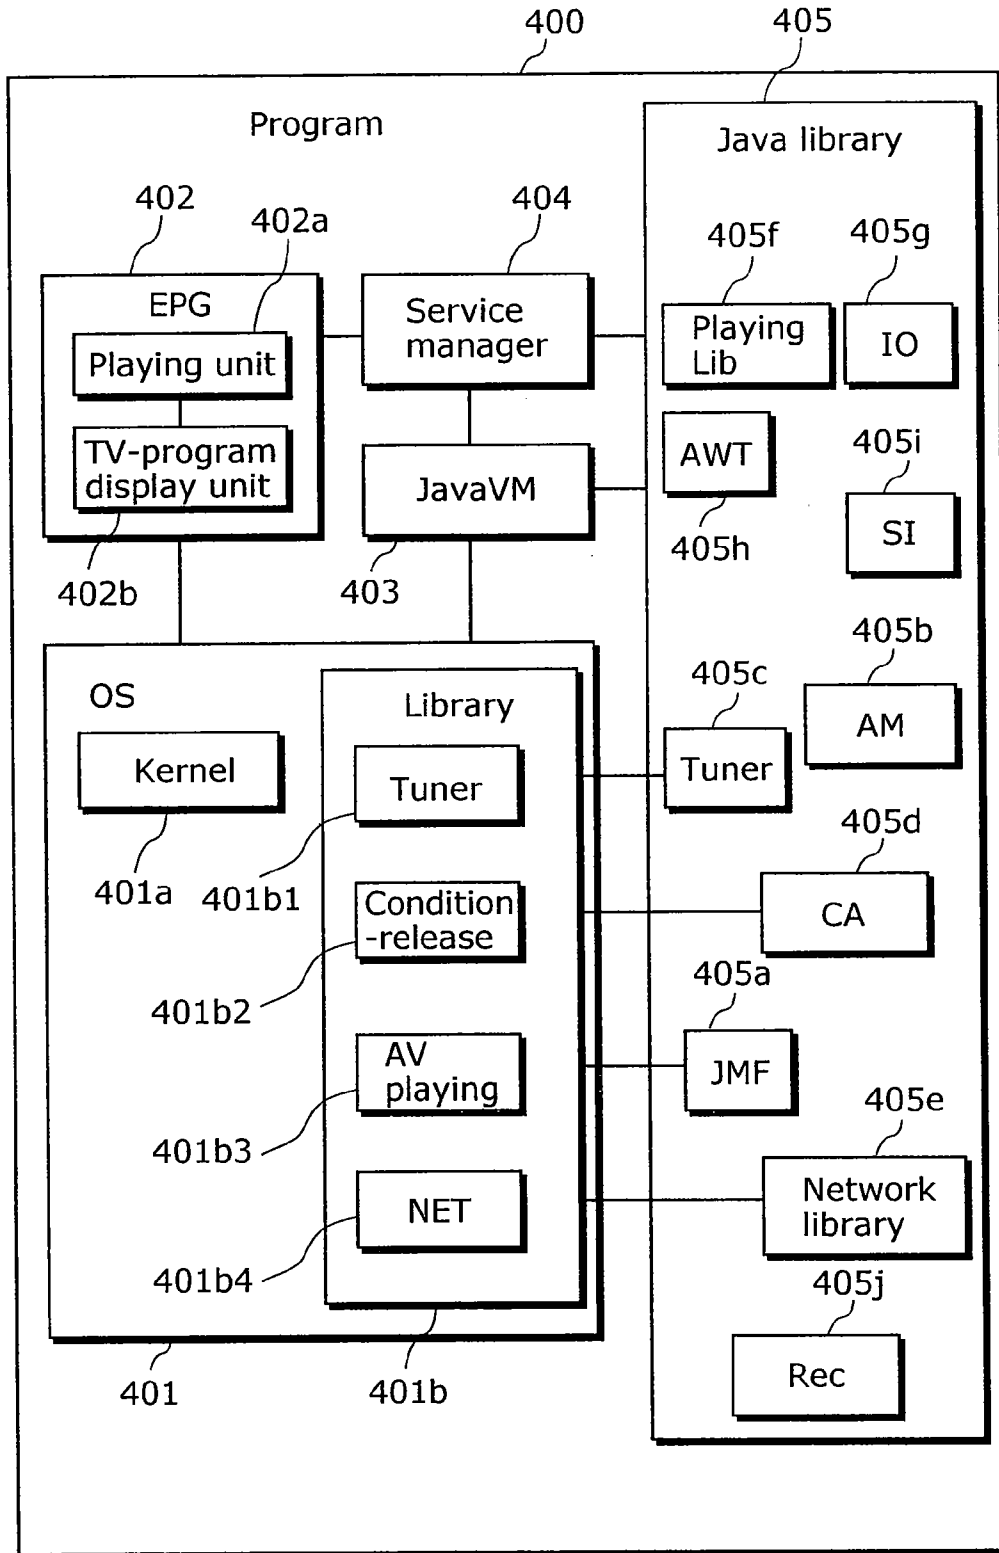 400
405
Program
Java library
402
402a
404
405f
405g
EPG
Playing unit
TV-program
display unit
Service
manager
Playing
Lib
IO
JavaVM
AWT
405i
SI
405h
402b
403
405b
OS
Library
405c
AM
Kernel
Tuner
Tuner
401a
401b1
405d
Condition
-release
CA
401b2
405a
AV
playing
JMF
401b3
405e
NET
Network
library
401b4
405j
401
401b
Rec